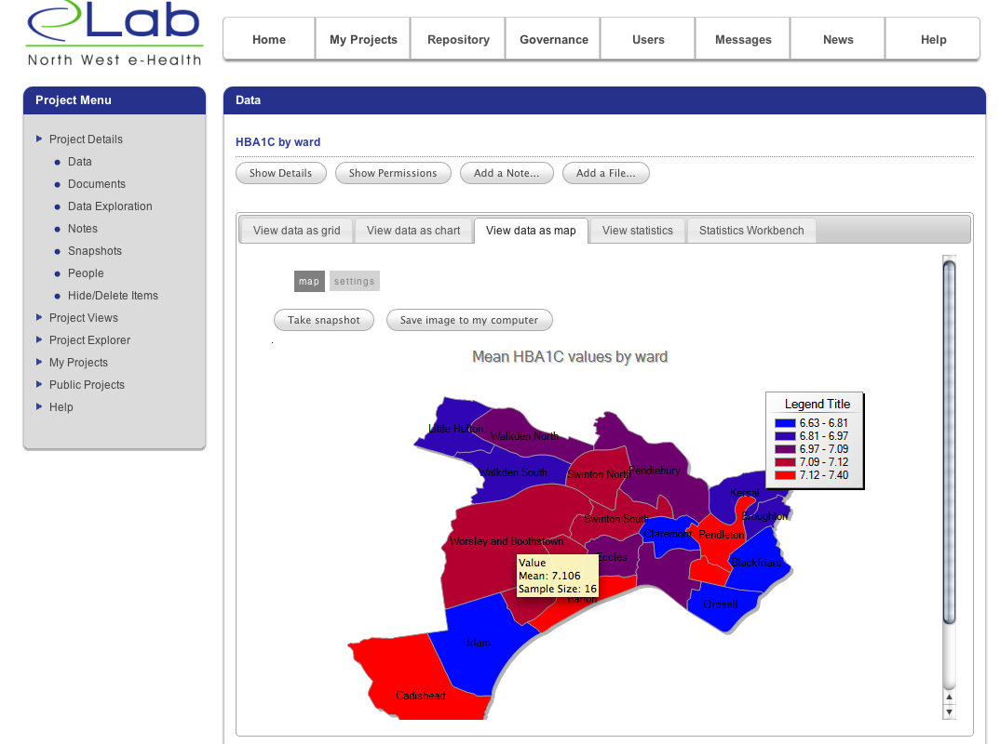 eLab
North West e-Health
Home
My Projects
Repository
Governance
Users
Messages
News
Help
Project Menu
Project Details
Data
Documents
Data Exploration
Notes
Snapshots
People
Hide/Delete Items
Project Views
Project Explorer
My Projects
Public Projects
Help
Data
HBA1C by ward
Show Details
Show Permissions
Add a Note...
Add a File...
View data as grid
View data as chart
View data as map
View statistics
Statistics Workbench
map
settings
Take snapshot
Save image to my computer
Mean HBA1C values by ward
Legend Title
6.63 - 6.81
6.81 - 6.97
6.97 - 7.09
7.09 - 7.12
7.12 - 7.40
Little Hulton
Walkden North
Walkden South
Swinton North
Pendlebury
Kersal
Broughton
Swinton South
Claremont
Pendleton
Worsley and Boothstown
Eccles
Blackfriars
Value
Mean: 7.106
Sample Size: 16
Barton
Ordsall
Irlam
Cadishead